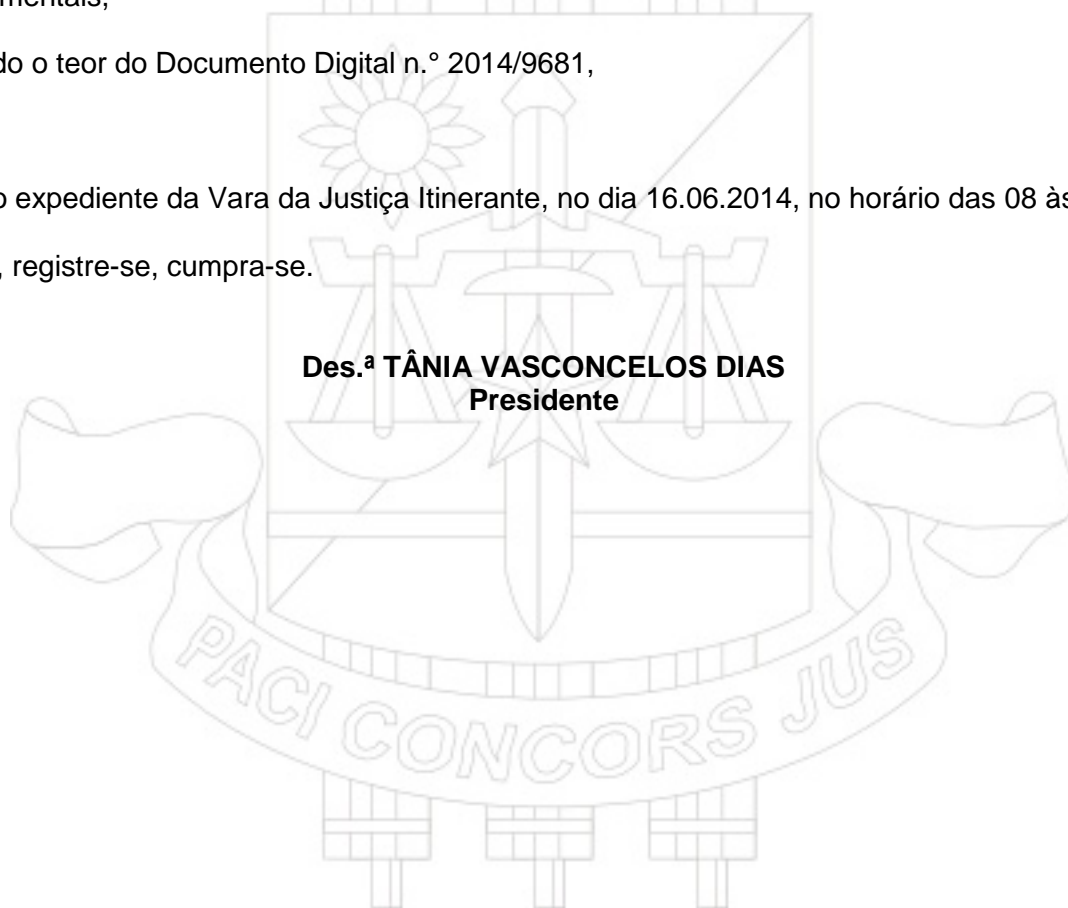 mentais,
do o teor do Documento Digital n.° 2014/9681,
o expediente da Vara da Justiça Itinerante, no dia 16.06.2014, no horário das 08 às
, registre-se, cumpra-se.
Des.ª TÂNIA VASCONCELOS DIAS
Presidente
PACI CONCORS JUS